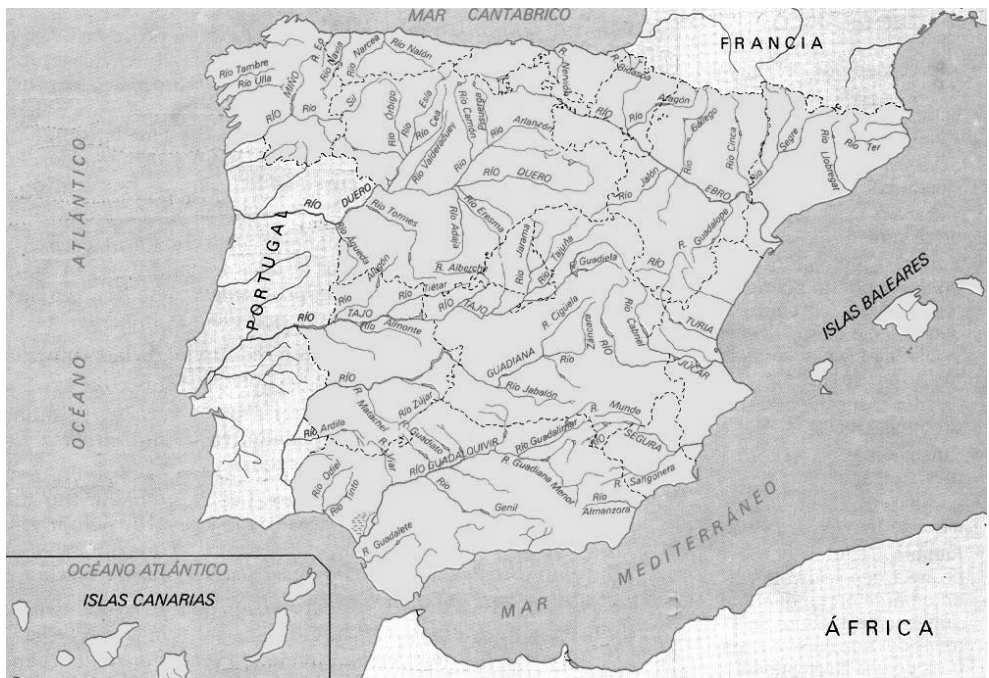 MAR CANTÁBRICO
FRANCIA
OCÉANO ATLÁNTICO
PORTUGAL
ISLAS BALEARES
MAR MEDITERRÁNEO
ÁFRICA
OCÉANO ATLÁNTICO
ISLAS CANARIAS
Río Tambre
Río Ulla
RÍO MIÑO
Río Sil
R. Eo
Río Navia
Río Narcea
Río Nalón
R. Nervión
R. Bidasoa
Río Órbigo
Río Esla
Río Cea
Río Valderaduey
Río Carrión
Río Pisuerga
Arlanzón
RÍO DUERO
RÍO DUERO
Río Tormes
Río Águeda
Río Adaja
Río Eresma
RÍO EBRO
Río Aragón
Río Gállego
Río Cinca
Río Segre
Río Llobregat
Río Ter
Río Jalón
R. Guadalope
Río Alagón
Río Tiétar
R. Alberche
Río Jarama
Río Tajuña
R. Guadiela
RÍO TAJO
RÍO TAJO
Río Almonte
RÍO TURIA
R. Cigüela
Río Záncara
Río Cabriel
RÍO JÚCAR
RÍO GUADIANA
Río Jabalón
Río Zújar
R. Matachel
Río Ardila
R. Guadiato
R. Viar
RÍO GUADALQUIVIR
Río Guadalimar
R. Guadiana Menor
R. Mundo
RÍO SEGURA
R. Sangonera
Río Almanzora
Río Genil
Río Odiel
Río Tinto
R. Guadalete